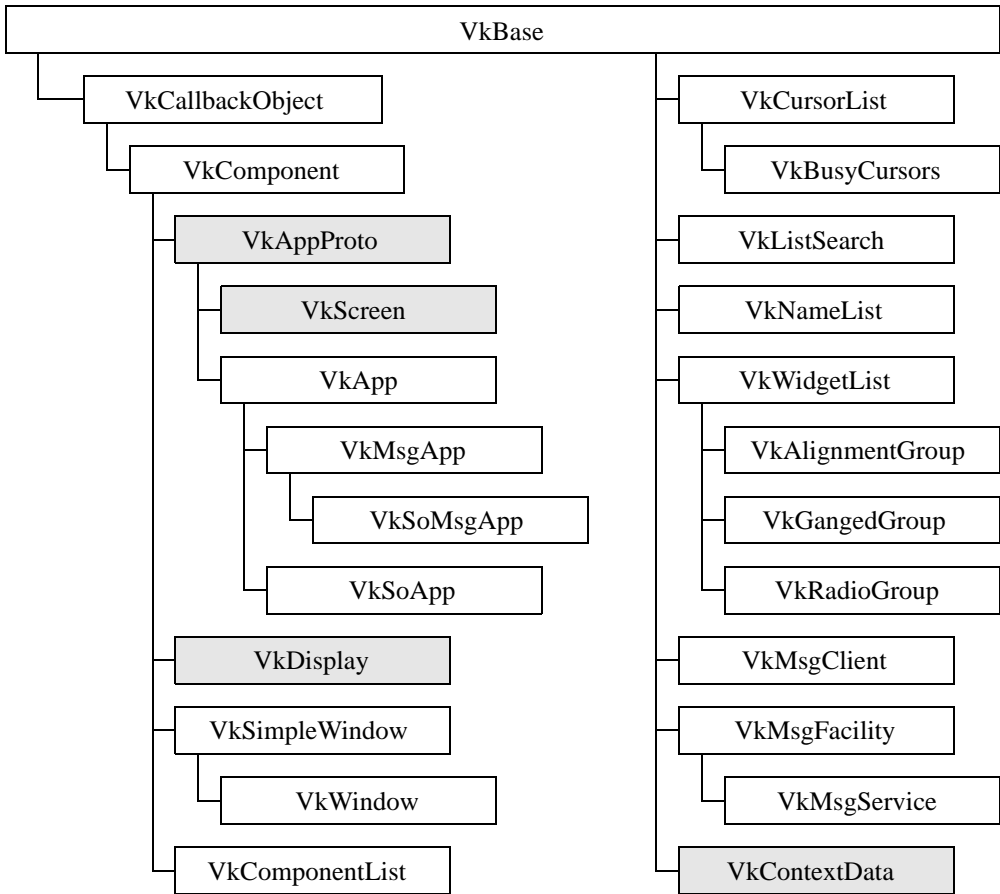 VkBase
VkCallbackObject
VkComponent
VkAppProto
VkScreen
VkApp
VkMsgApp
VkSoMsgApp
VkSoApp
VkDisplay
VkSimpleWindow
VkWindow
VkComponentList
VkCursorList
VkBusyCursors
VkListSearch
VkNameList
VkWidgetList
VkAlignmentGroup
VkGangedGroup
VkRadioGroup
VkMsgClient
VkMsgFacility
VkMsgService
VkContextData